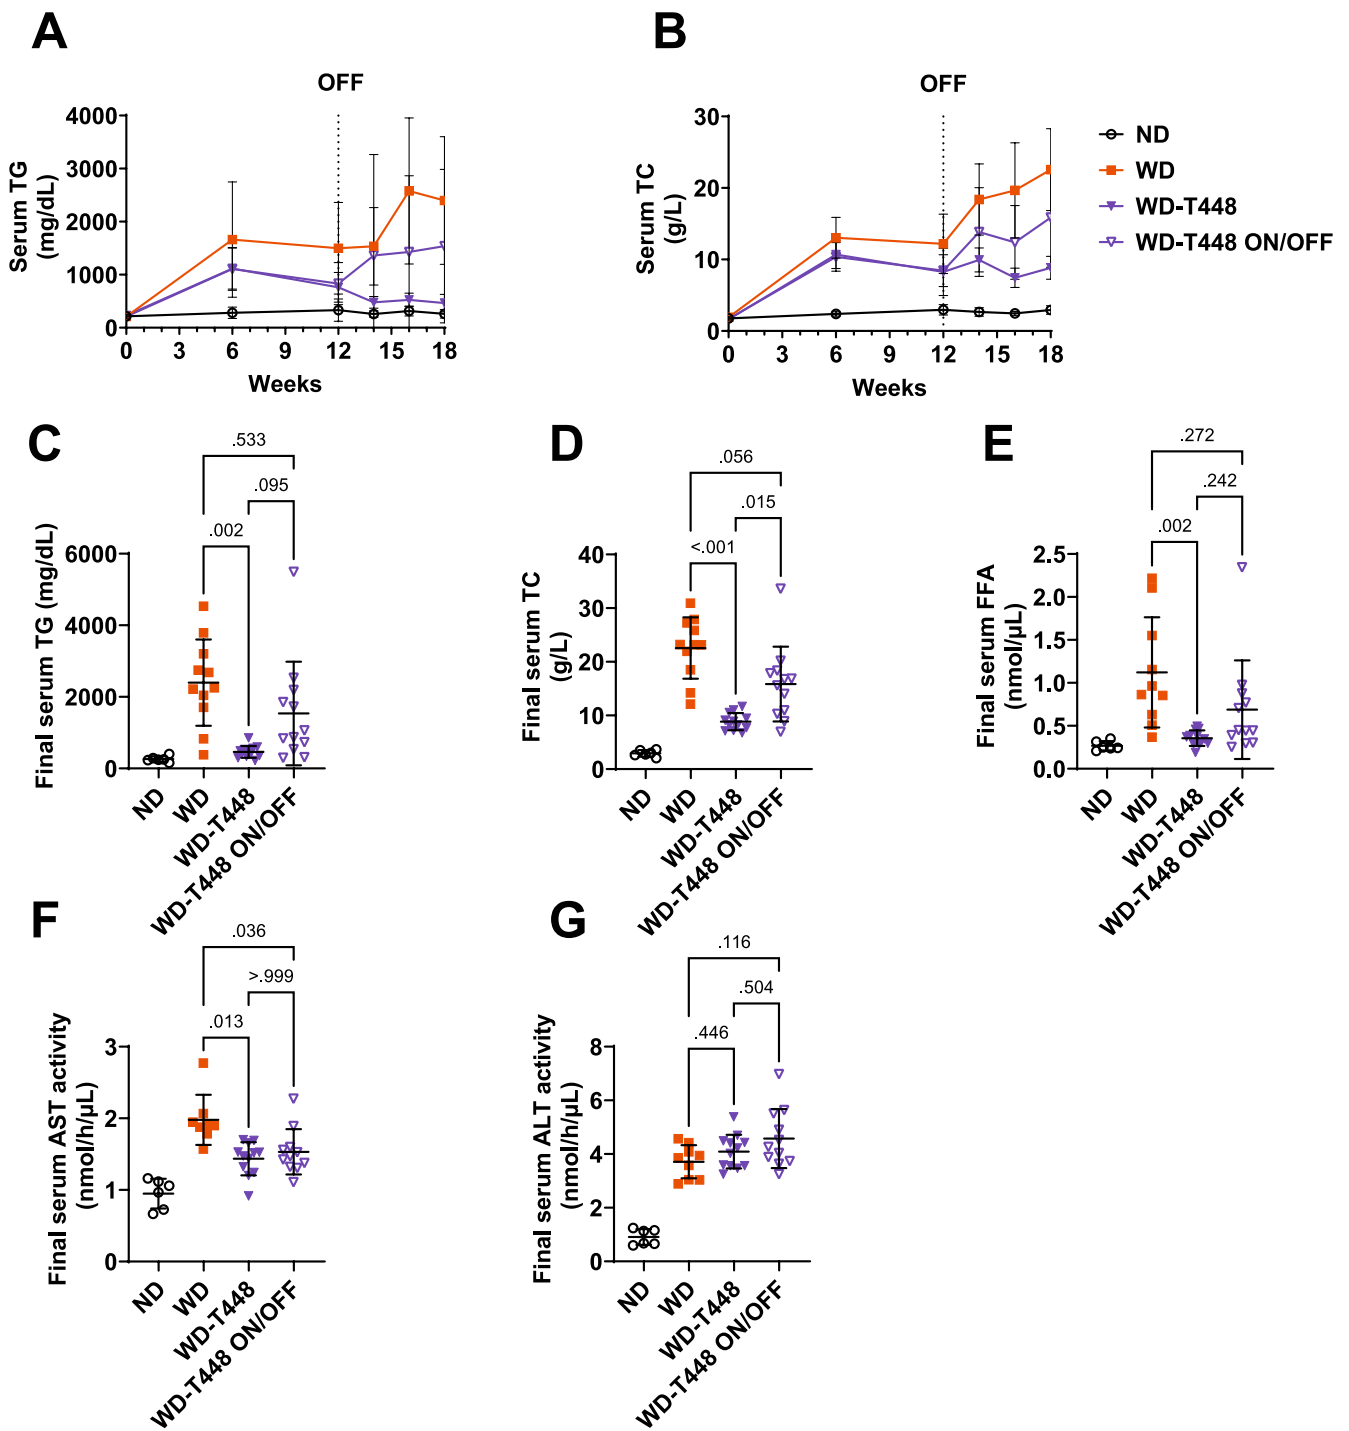 A
B
OFF
OFF
4000
3000
2000
1000
0
Serum TG
(mg/dL)
0 3 6 9 12 15 18
Weeks
30
20
10
0
Serum TC
(g/L)
0 3 6 9 12 15 18
Weeks
ND
WD
WD-T448
WD-T448 ON/OFF
C
.533
.095
.002
6000
4000
2000
0
Final serum TG (mg/dL)
ND
WD
WD-T448
WD-T448 ON/OFF
D
.056
.015
<.001
40
30
20
10
0
Final serum TC
(g/L)
ND
WD
WD-T448
WD-T448 ON/OFF
E
.272
.242
.002
2.5
2.0
1.5
1.0
0.5
0.0
Final serum FFA
(nmol/µL)
ND
WD
WD-T448
WD-T448 ON/OFF
F
.036
>.999
.013
3
2
1
0
Final serum AST activity
(nmol/h/µL)
ND
WD
WD-T448
WD-T448 ON/OFF
G
.116
.504
.446
8
6
4
2
0
Final serum ALT activity
(nmol/h/µL)
ND
WD
WD-T448
WD-T448 ON/OFF